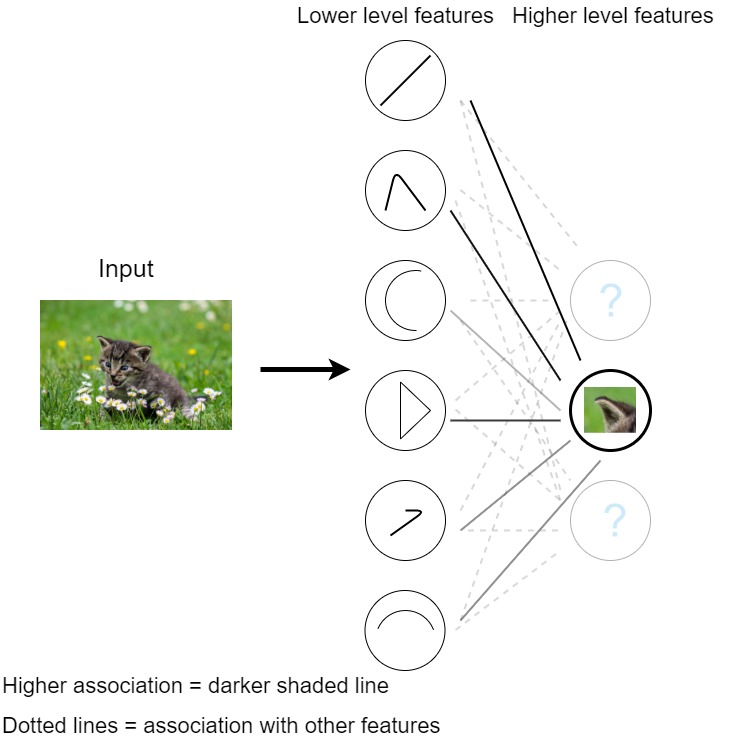 Lower level features Higher level features
Input
?
?
Higher association = darker shaded line
Dotted lines = association with other features